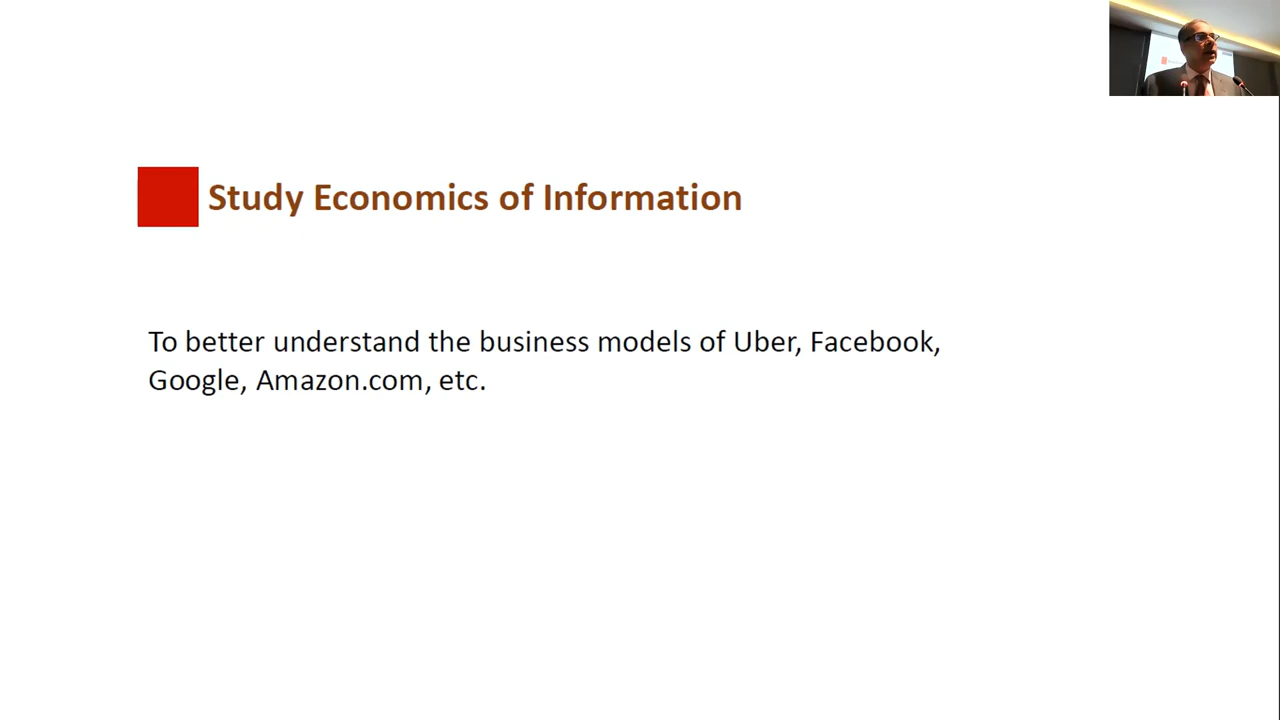 Study Economics of Information
To better understand the business models of Uber, Facebook,
Google, Amazon.com, etc.